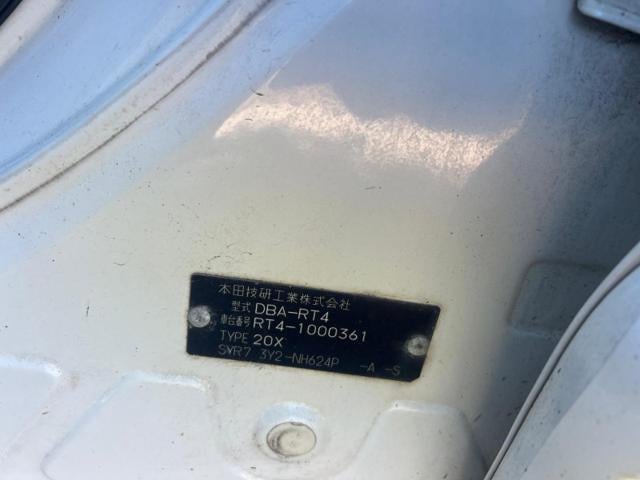 本田技研工業株式会社
型式 DBA-RT4
車台番号 RT4-1000361
TYPE 20X
SVR7 3Y2-NH624P -A -S